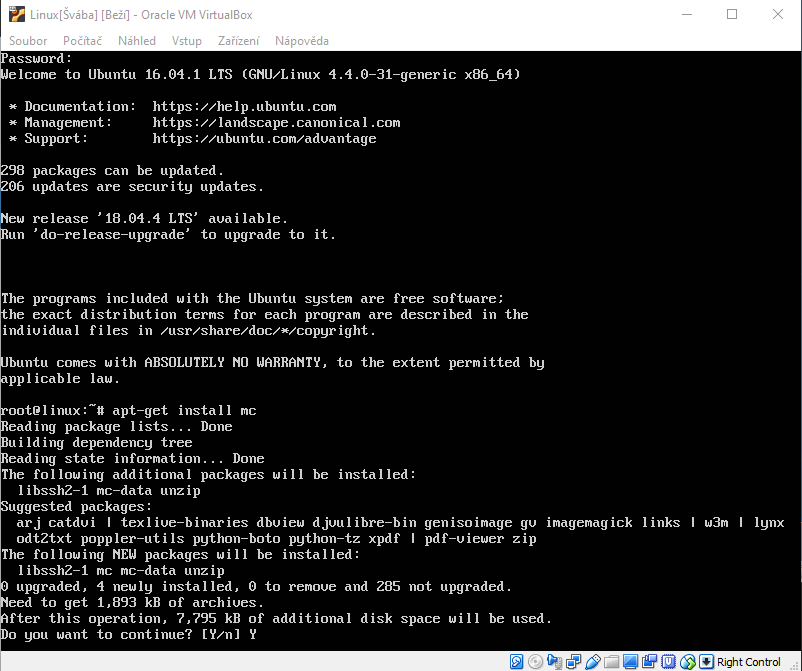 Linux[Švába] [Beží] - Oracle VM VirtualBox
Soubor Počítač Náhled Vstup Zařízení Nápověda
Password:
Welcome to Ubuntu 16.04.1 LTS (GNU/Linux 4.4.0-31-generic x86_64)
* Documentation: https://help.ubuntu.com
* Management: https://landscape.canonical.com
* Support: https://ubuntu.com/advantage
298 packages can be updated.
206 updates are security updates.
New release '18.04.4 LTS' available.
Run 'do-release-upgrade' to upgrade to it.
The programs included with the Ubuntu system are free software;
the exact distribution terms for each program are described in the
individual files in /usr/share/doc/*/copyright.
Ubuntu comes with ABSOLUTELY NO WARRANTY, to the extent permitted by
applicable law.
root@linux:~# apt-get install mc
Reading package lists... Done
Building dependency tree
Reading state information... Done
The following additional packages will be installed:
libssh2-1 mc-data unzip
Suggested packages:
arj catdvi | texlive-binaries dbview djvulibre-bin genisoimage gv imagemagick links | w3m | lynx
odt2txt poppler-utils python-boto python-tz xpdf | pdf-viewer zip
The following NEW packages will be installed:
libssh2-1 mc mc-data unzip
0 upgraded, 4 newly installed, 0 to remove and 285 not upgraded.
Need to get 1,893 kB of archives.
After this operation, 7,795 kB of additional disk space will be used.
Do you want to continue? [Y/n] Y
Right Control